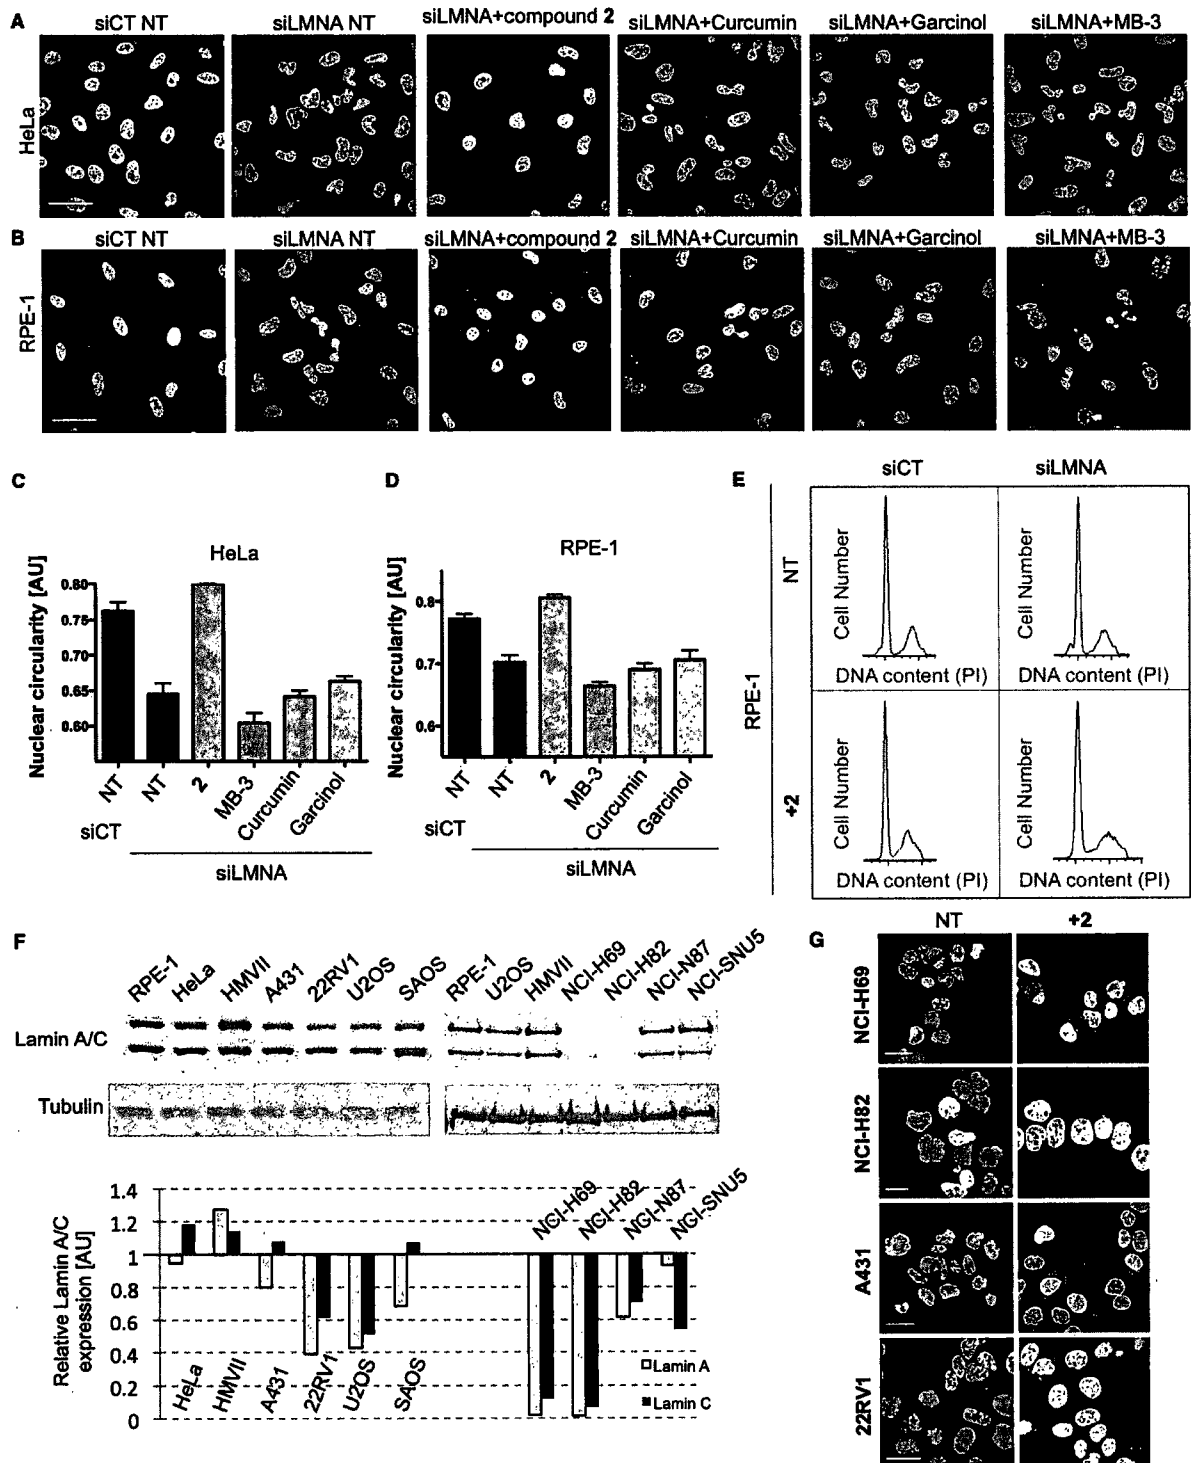 A
siCT NT
siLMNA NT
siLMNA+compound 2
siLMNA+Curcumin
siLMNA+Garcinol
siLMNA+MB-3
HeLa
B
siCT NT
siLMNA NT
siLMNA+compound 2
siLMNA+Curcumin
siLMNA+Garcinol
siLMNA+MB-3
RPE-1
C
HeLa
Nuclear circularity [AU]
0.80
0.75
0.70
0.65
0.60
NT
NT
2
MB-3
Curcumin
Garcinol
siCT
siLMNA
D
RPE-1
Nuclear circularity [AU]
0.8
0.7
0.6
NT
NT
2
MB-3
Curcumin
Garcinol
siCT
siLMNA
E
siCT
siLMNA
RPE-1
NT
Cell Number
DNA content (PI)
Cell Number
DNA content (PI)
+2
Cell Number
DNA content (PI)
Cell Number
DNA content (PI)
F
RPE-1
HeLa
HMVII
A431
22RV1
U2OS
SAOS
RPE-1
U2OS
HMVII
NCI-H69
NCI-H82
NCI-N87
NCI-SNU5
Lamin A/C
Tubulin
Relative Lamin A/C
expression [AU]
1.4
1.2
1
0.8
0.6
0.4
0.2
0
HeLa
HMVII
A431
22RV1
U2OS
SAOS
NCI-H69
NCI-H82
NCI-N87
NCI-SNU5
Lamin A
Lamin C
G
NT
+2
NCI-H69
NCI-H82
A431
22RV1